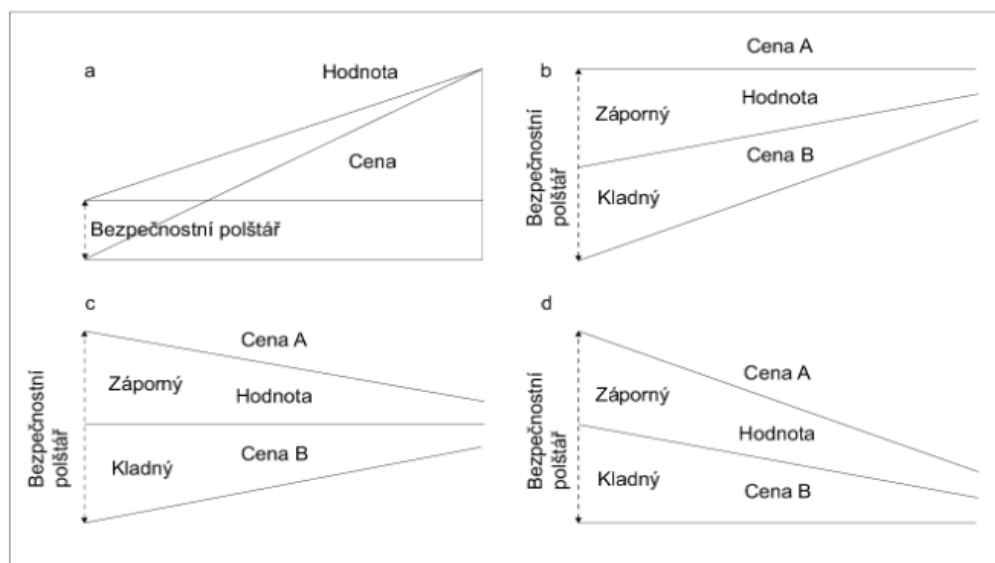 a
Hodnota
Cena
Bezpečnostní polštář
b
Cena A
Hodnota
Záporný
Cena B
Kladný
Bezpečnostní
polštář
c
Cena A
Záporný
Hodnota
Cena B
Kladný
Bezpečnostní
polštář
d
Cena A
Záporný
Hodnota
Kladný
Cena B
Bezpečnostní
polštář